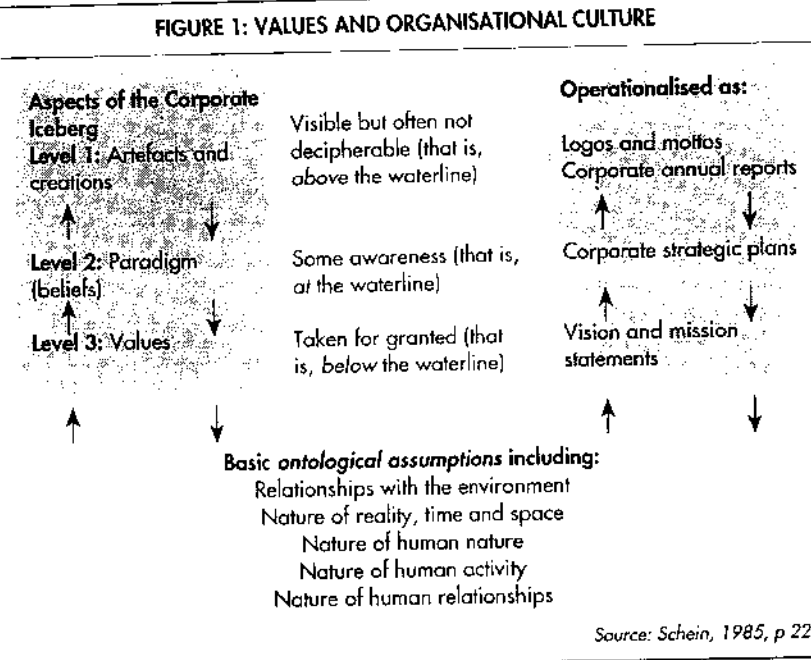 FIGURE 1: VALUES AND ORGANISATIONAL CULTURE
Aspects of the Corporate
Iceberg
Level 1: Artefacts and
creations
Level 2: Paradigm
(beliefs)
Level 3: Values
Visible but often not
decipherable (that is,
above the waterline)
Some awareness (that is,
at the waterline)
Taken for granted (that
is, below the waterline)
Operationalised as:
Logos and mottos
Corporate annual reports
Corporate strategic plans
Vision and mission
statements
Basic ontological assumptions including:
Relationships with the environment
Nature of reality, time and space
Nature of human nature
Nature of human activity
Nature of human relationships
Source: Schein, 1985, p 22